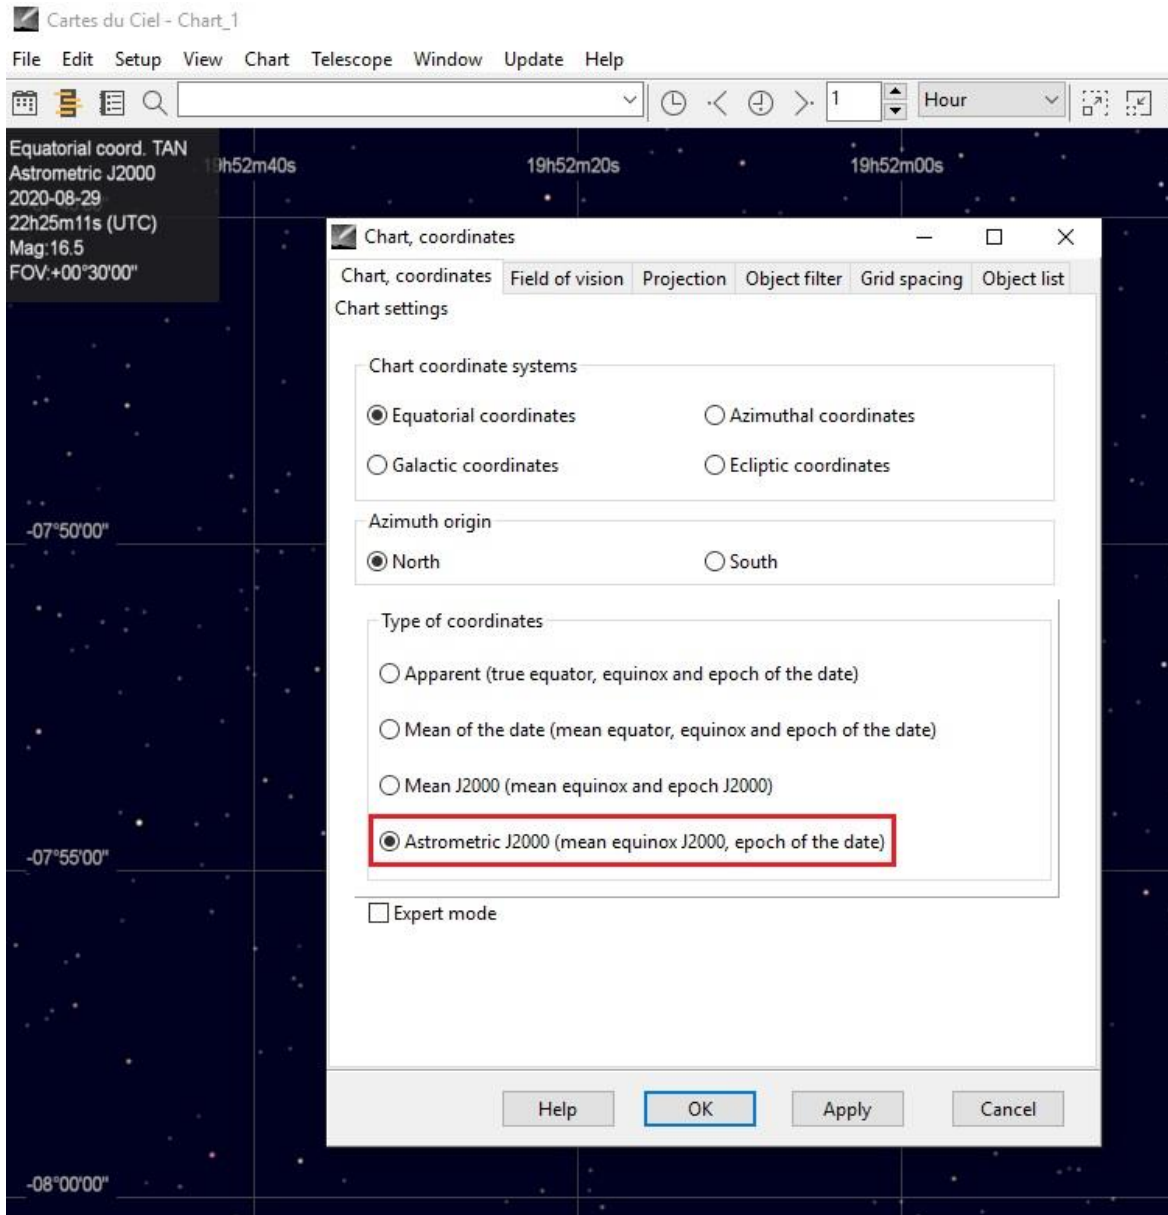 Cartes du Ciel - Chart_1
File Edit Setup View Chart Telescope Window Update Help
1 Hour
Equatorial coord. TAN
Astrometric J2000
2020-08-29
22h25m11s (UTC)
Mag:16.5
FOV:+00°30'00"
9h52m40s 19h52m20s 19h52m00s
Chart, coordinates
Chart, coordinates Field of vision Projection Object filter Grid spacing Object list
Chart settings
Chart coordinate systems
Equatorial coordinates Azimuthal coordinates
Galactic coordinates Ecliptic coordinates
Azimuth origin
North South
Type of coordinates
Apparent (true equator, equinox and epoch of the date)
Mean of the date (mean equator, equinox and epoch of the date)
Mean J2000 (mean equinox and epoch J2000)
Astrometric J2000 (mean equinox J2000, epoch of the date)
Expert mode
Help OK Apply Cancel
-07°50'00"
-07°55'00"
-08°00'00"